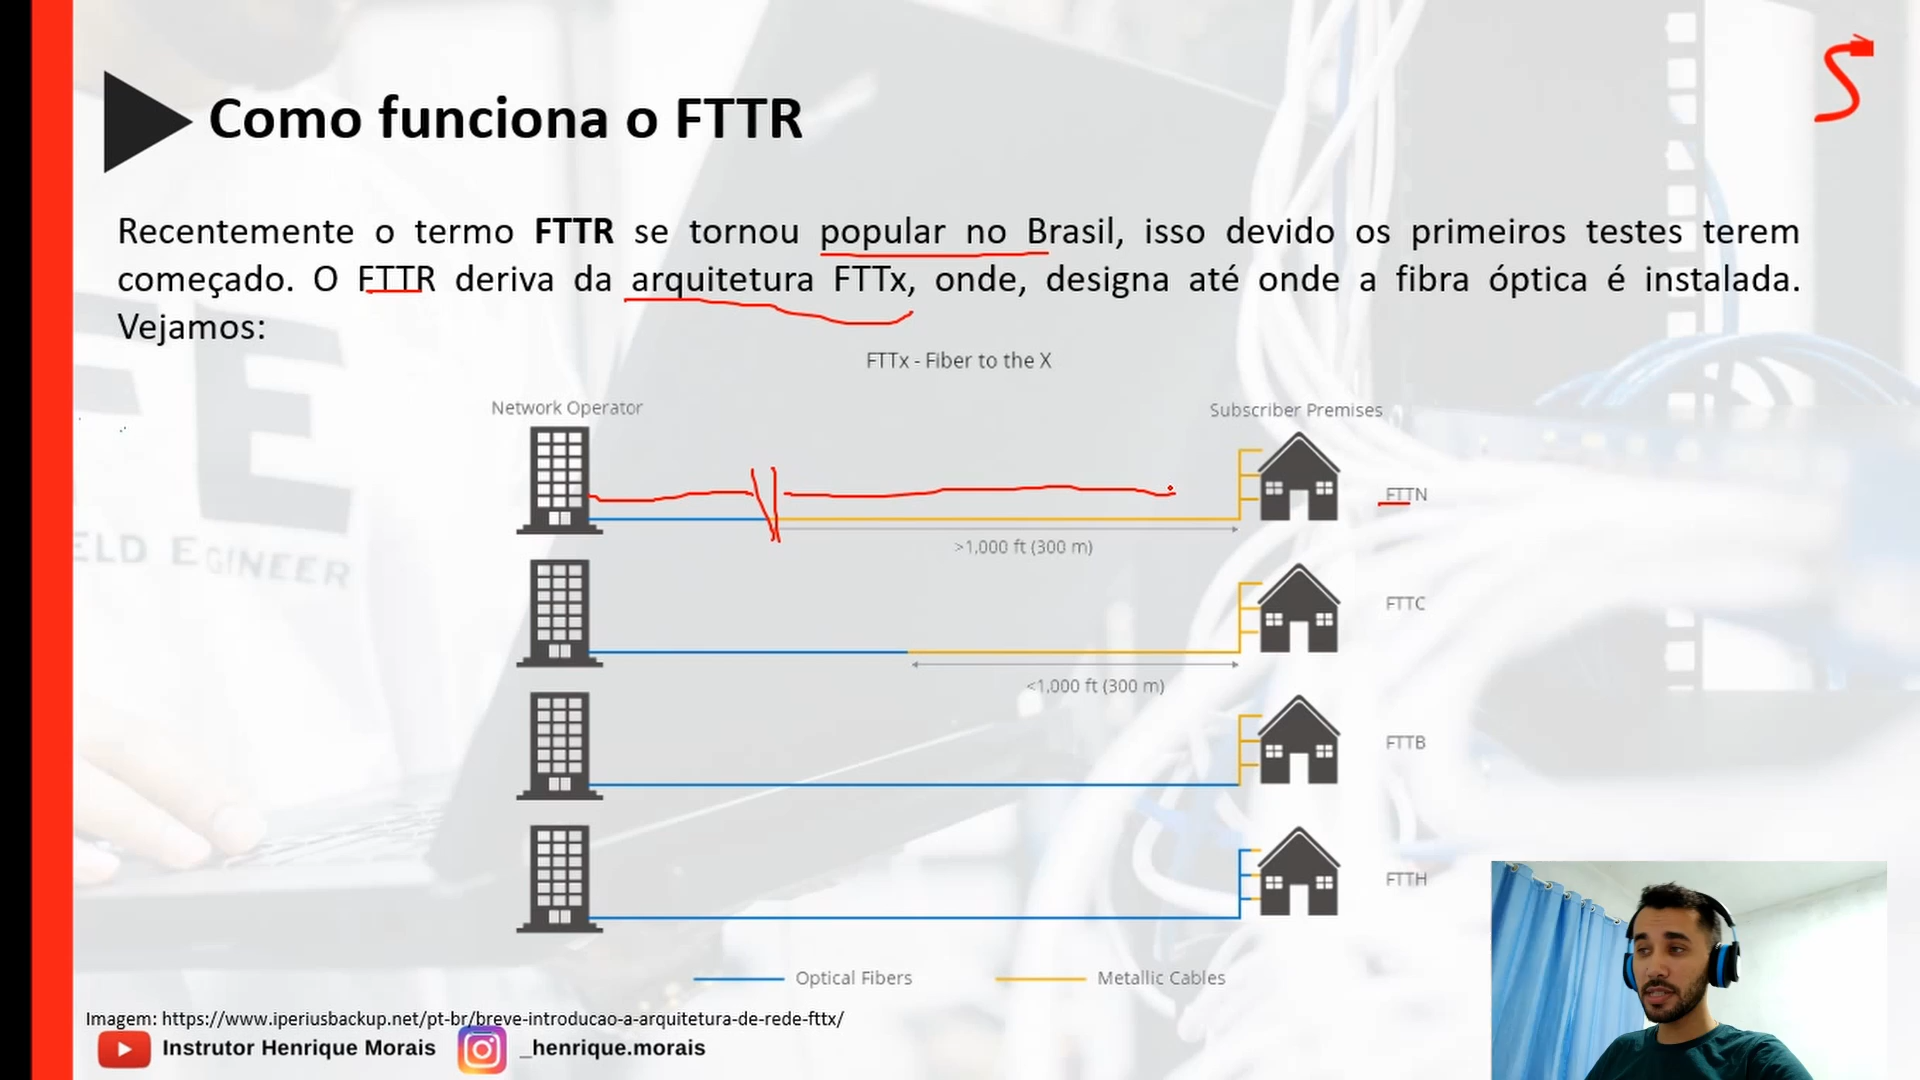 Como funciona o FTTR
Recentemente o termo FTTR se tornou popular no Brasil, isso devido os primeiros testes terem
começado. O FTTR deriva da arquitetura FTTx, onde, designa até onde a fibra óptica é instalada.
Vejamos:
FTTx - Fiber to the X
Network Operator
Subscriber Premises
FTTN
>1,000 ft (300 m)
FTTC
<1,000 ft (300 m)
FTTB
FTTH
Optical Fibers
Metallic Cables
FE
ELD EGINEER
Imagem: https://www.iperiusbackup.net/pt-br/breve-introducao-a-arquitetura-de-rede-fttx/
Instrutor Henrique Morais
_henrique.morais